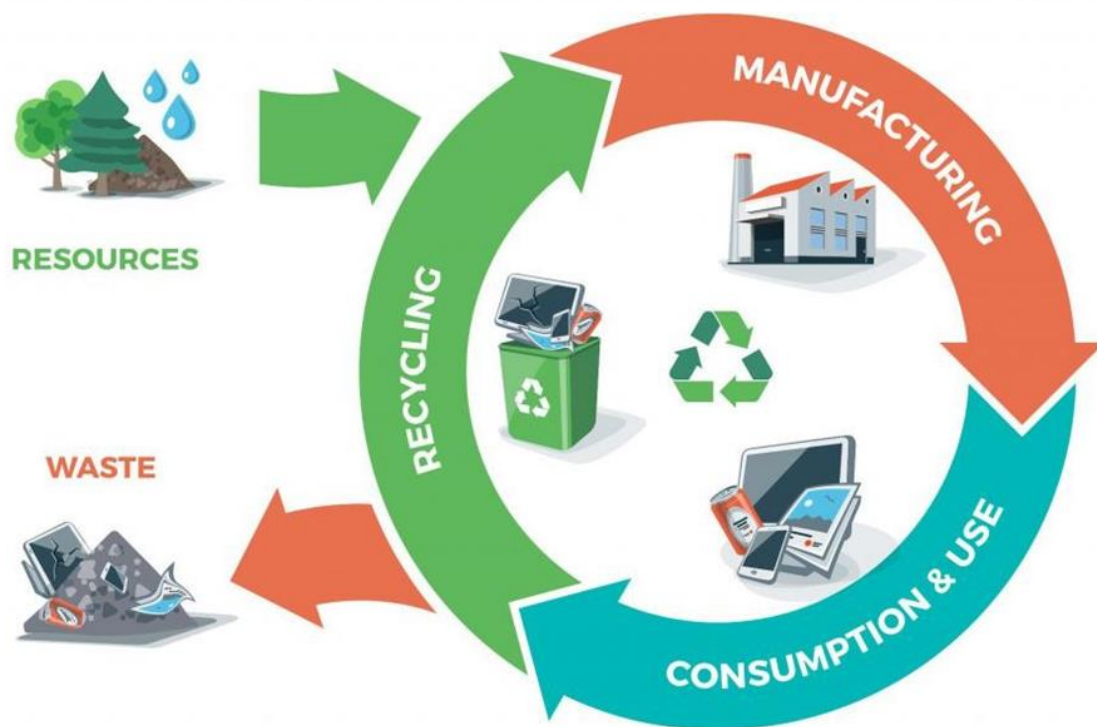 MANUFACTURING
RESOURCES
RECYCLING
WASTE
CONSUMPTION & USE